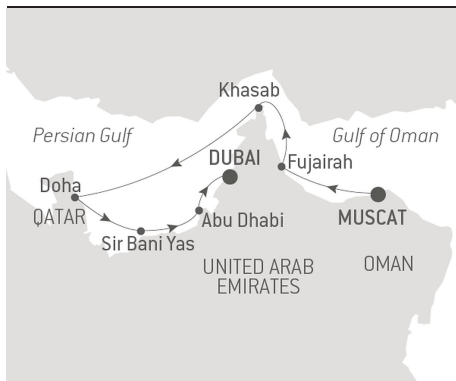 Khasab
Persian Gulf
Gulf of Oman
DUBAI
Fujairah
Doha
QATAR
Abu Dhabi
MUSCAT
Sir Bani Yas
UNITED ARAB
EMIRATES
OMAN